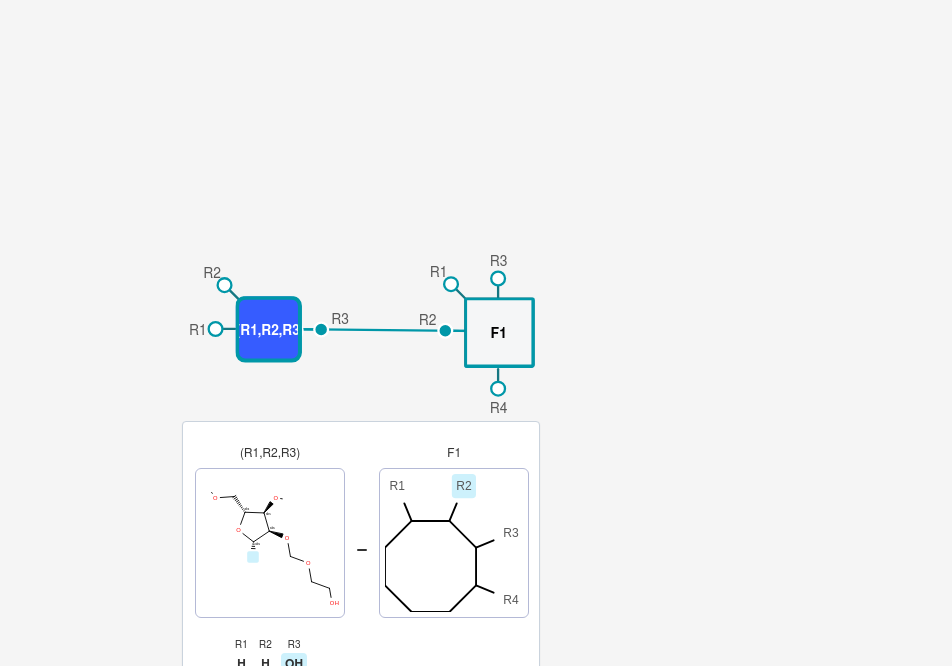 R2
R1
R3
R1
R1,R2,R3
R3
R2
F1
R4
(R1,R2,R3)
F1
R1
R2
R3
R4
O
O
O
O
O
OH
–
R1
R2
R3
H
H
OH